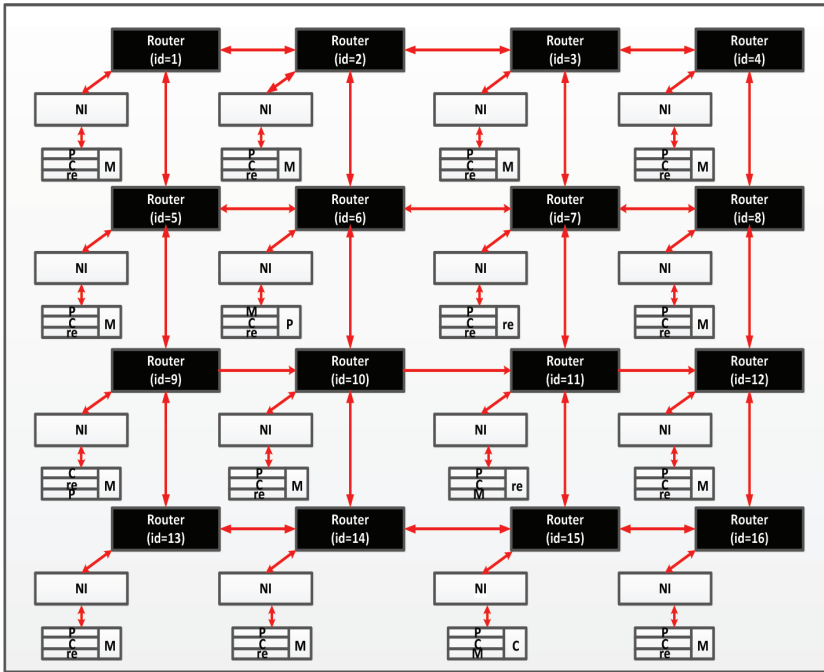 Router Router Router Router
(id=1) (id=2) (id=3) (id=4)
NI NI NI NI
P P P P
C M C M C M C M
re re re re
Router Router Router Router
(id=5) (id=6) (id=7) (id=8)
NI NI NI NI
P M P P
C M C P C re C M
re re re re
Router Router Router Router
(id=9) (id=10) (id=11) (id=12)
NI NI NI NI
C P P P
re M C M C re C M
P re M re
Router Router Router Router
(id=13) (id=14) (id=15) (id=16)
NI NI NI NI
P P P P
C M C M C C C M
re re M re